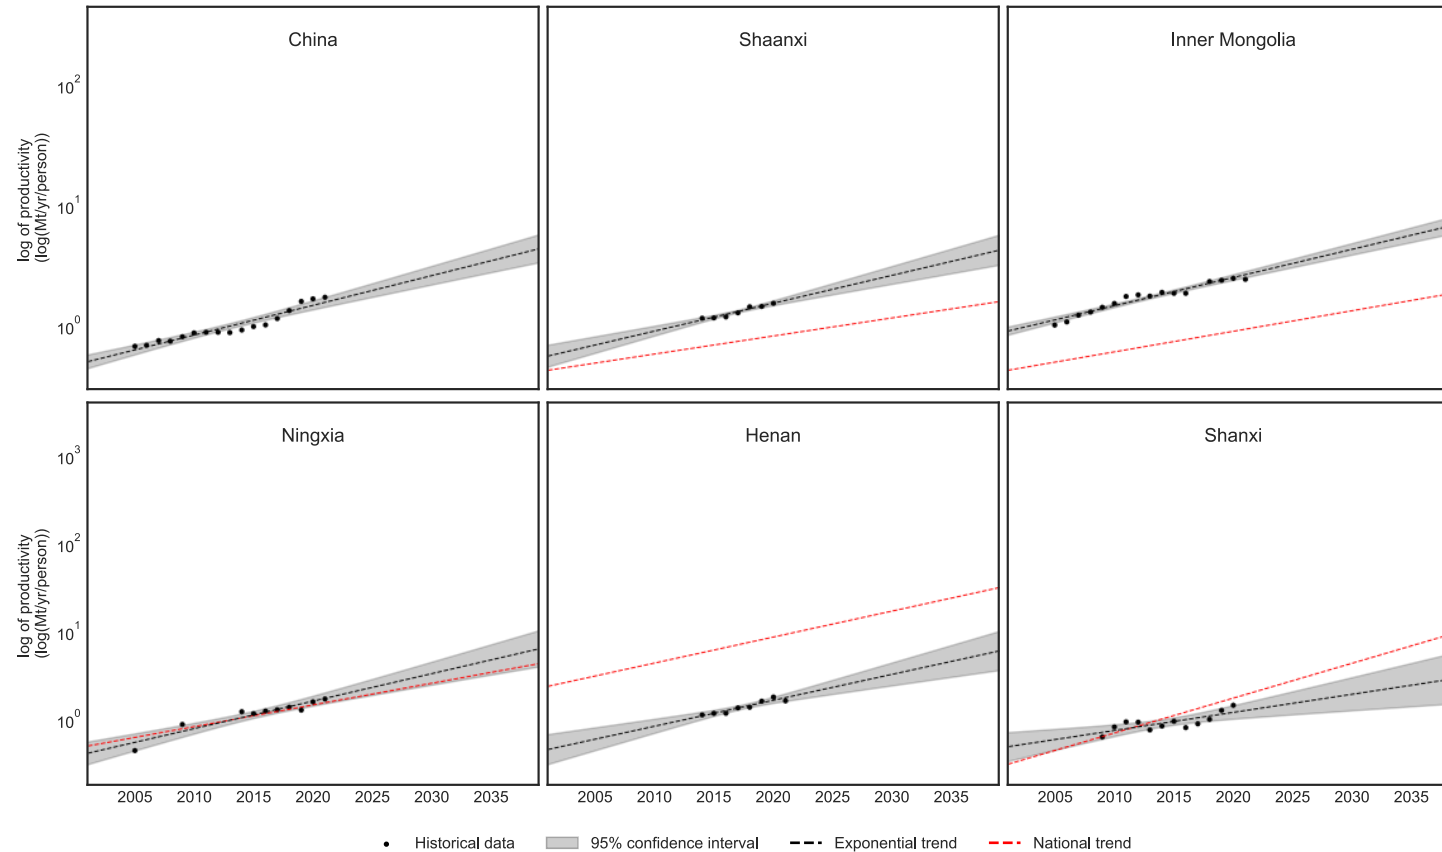 China
Shaanxi
Inner Mongolia
10²
10¹
10⁰
log of productivity
(log(Mt/yr/person))
Ningxia
Henan
Shanxi
10³
10²
10¹
10⁰
log of productivity
(log(Mt/yr/person))
2005 2010 2015 2020 2025 2030 2035
2005 2010 2015 2020 2025 2030 2035
2005 2010 2015 2020 2025 2030 2035
Historical data
95% confidence interval
Exponential trend
National trend